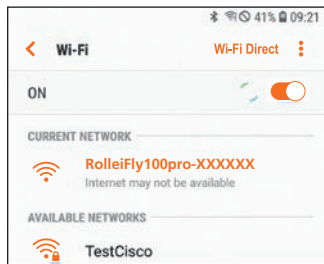 41% 09:21
Wi-Fi Wi-Fi Direct
ON
CURRENT NETWORK
RolleiFly100pro-XXXXXX
Internet may not be available
AVAILABLE NETWORKS
TestCisco